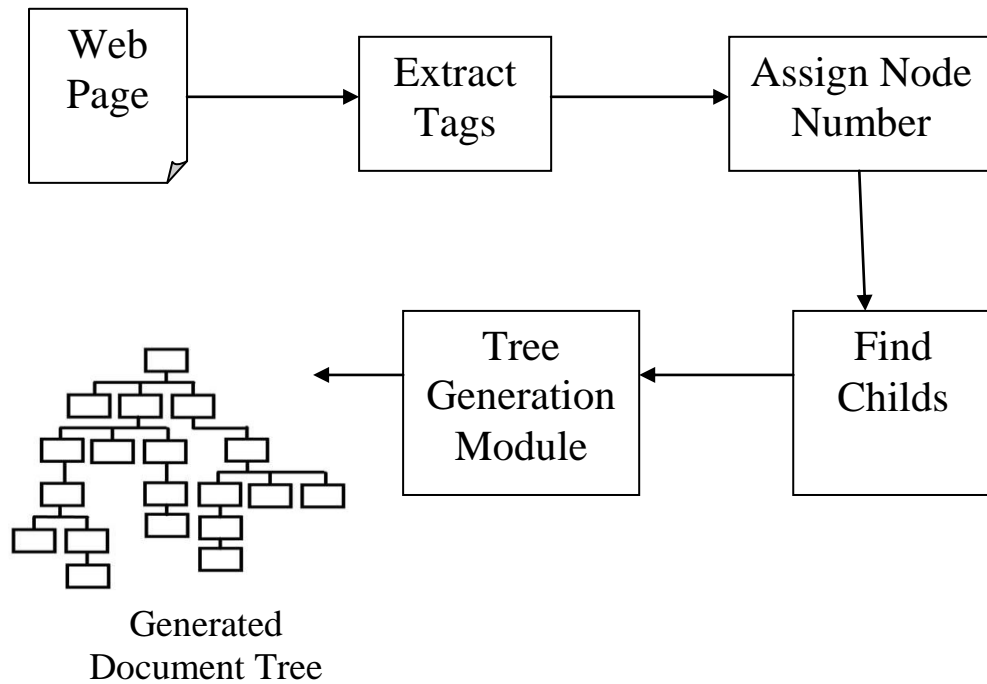 Web
Page
Extract
Tags
Assign Node
Number
Find
Childs
Tree
Generation
Module
Generated
Document Tree